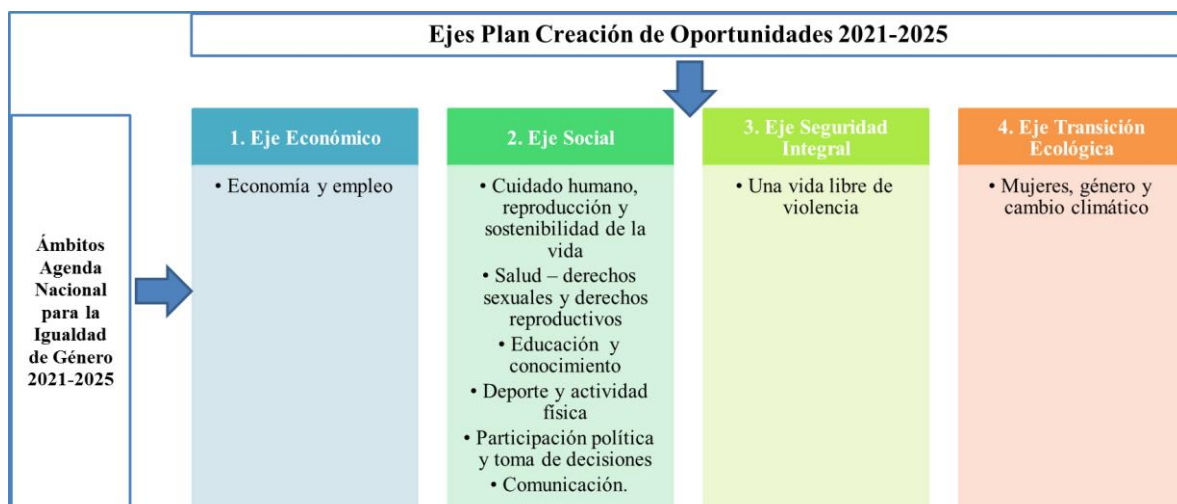 Ejes Plan Creación de Oportunidades 2021-2025
Ámbitos
Agenda
Nacional
para la
Igualdad
de Género
2021-2025
1. Eje Económico
• Economía y empleo
2. Eje Social
• Cuidado humano,
reproducción y
sostenibilidad de la
vida
• Salud – derechos
sexuales y derechos
reproductivos
• Educación y
conocimiento
• Deporte y actividad
física
• Participación política
y toma de decisiones
• Comunicación.
3. Eje Seguridad
Integral
• Una vida libre de
violencia
4. Eje Transición
Ecológica
• Mujeres, género y
cambio climático